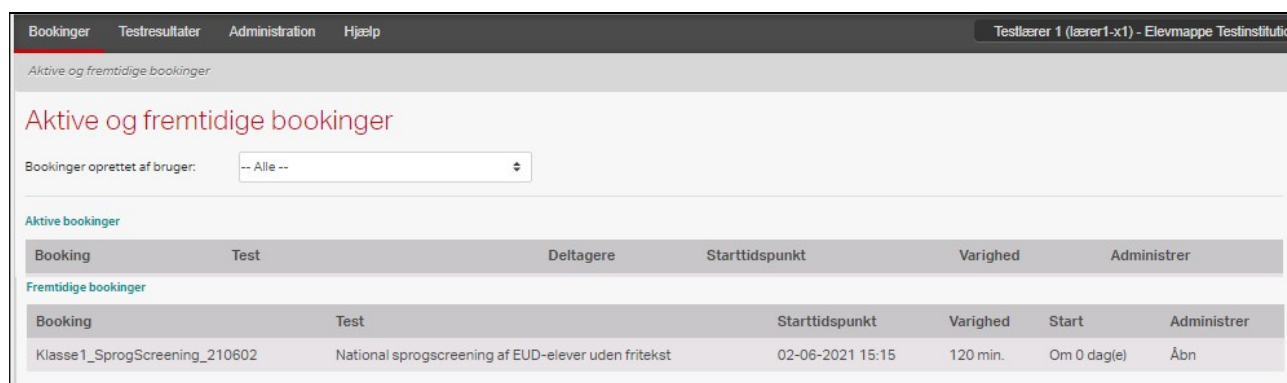 Bookinger Testresultater Administration Hjælp Testlærer 1 (lærer1-x1) - Elevmappe Testinstitutio
Aktive og fremtidige bookinger
Aktive og fremtidige bookinger
Bookinger oprettet af bruger: -- Alle --
Aktive bookinger
Booking Test Deltagere Starttidspunkt Varighed Administrer
Fremtidige bookinger
Booking Test Starttidspunkt Varighed Start Administrer
Klasse1_SprogScreening_210602 National sprogscreening af EUD-elever uden fritekst 02-06-2021 15:15 120 min. Om 0 dag(e) Åbn